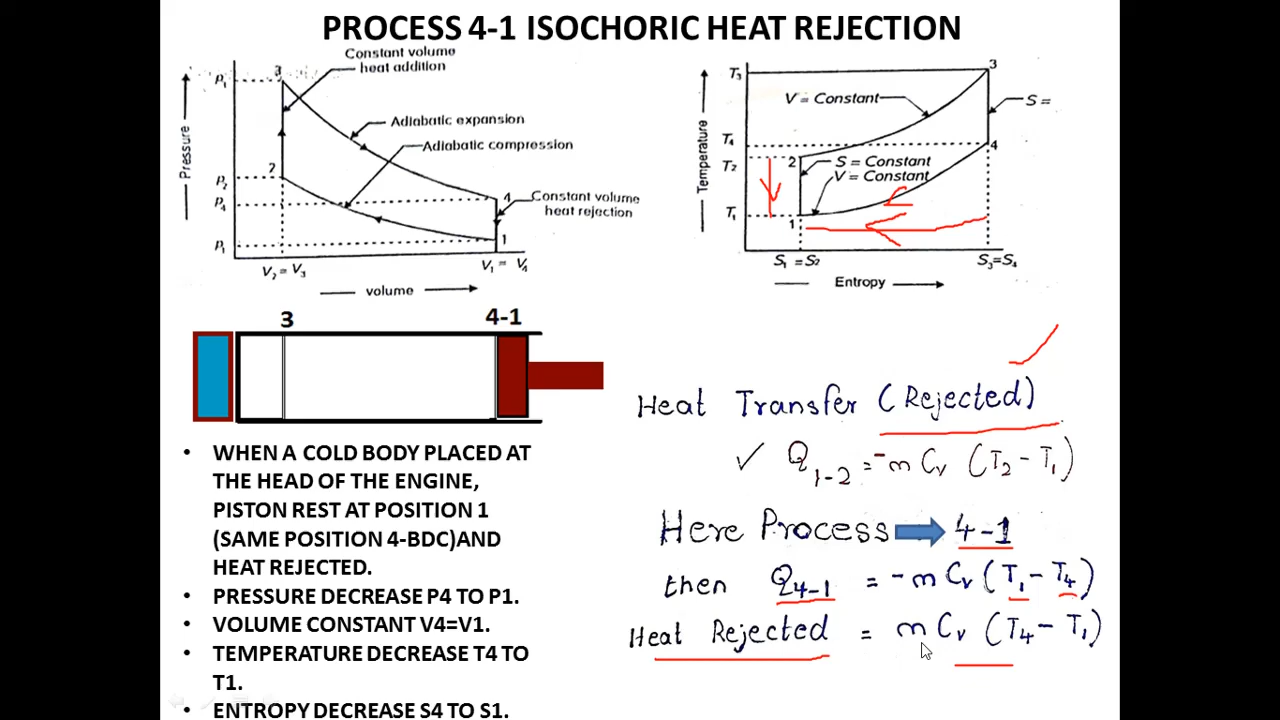 PROCESS 4-1 ISOCHORIC HEAT REJECTION
Constant volume
heat addition
3
P₁
Pressure
Adiabatic expansion
Adiabatic compression
2
P₂
P₄
4
Constant volume
heat rejection
P₁
1
V₂ = V₃
V₁ = V₄
volume
T₃
3
V = Constant
S =
Temperature
T₄
4
T₂
2
S = Constant
V = Constant
T₁
1
S₁ = S₂
S₃=S₄
Entropy
3
4-1
• WHEN A COLD BODY PLACED AT
THE HEAD OF THE ENGINE,
PISTON REST AT POSITION 1
(SAME POSITION 4-BDC)AND
HEAT REJECTED.
• PRESSURE DECREASE P4 TO P1.
• VOLUME CONSTANT V4=V1.
• TEMPERATURE DECREASE T4 TO
T1.
• ENTROPY DECREASE S4 TO S1.
Heat Transfer (Rejected)
✓ Q₁₋₂ = -m Cᵥ (T₂ - T₁)
Here Process 4-1
then Q₄₋₁ = -m Cᵥ (T₁ - T₄)
Heat Rejected = m Cᵥ (T₄ - T₁)